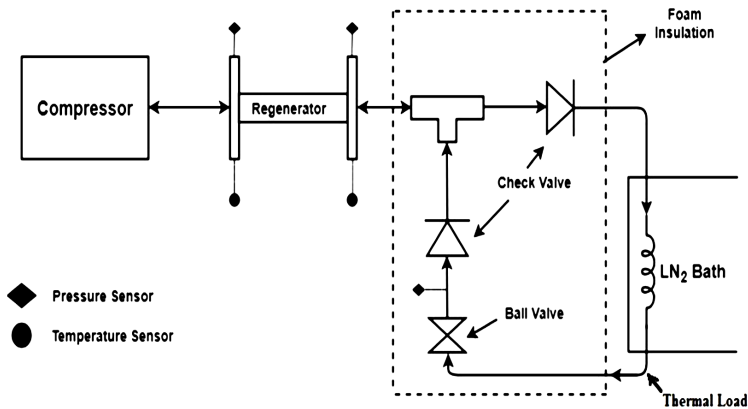 Foam
Insulation
Compressor
Regenerator
Check Valve
LN₂ Bath
Pressure Sensor
Ball Valve
Temperature Sensor
Thermal Load